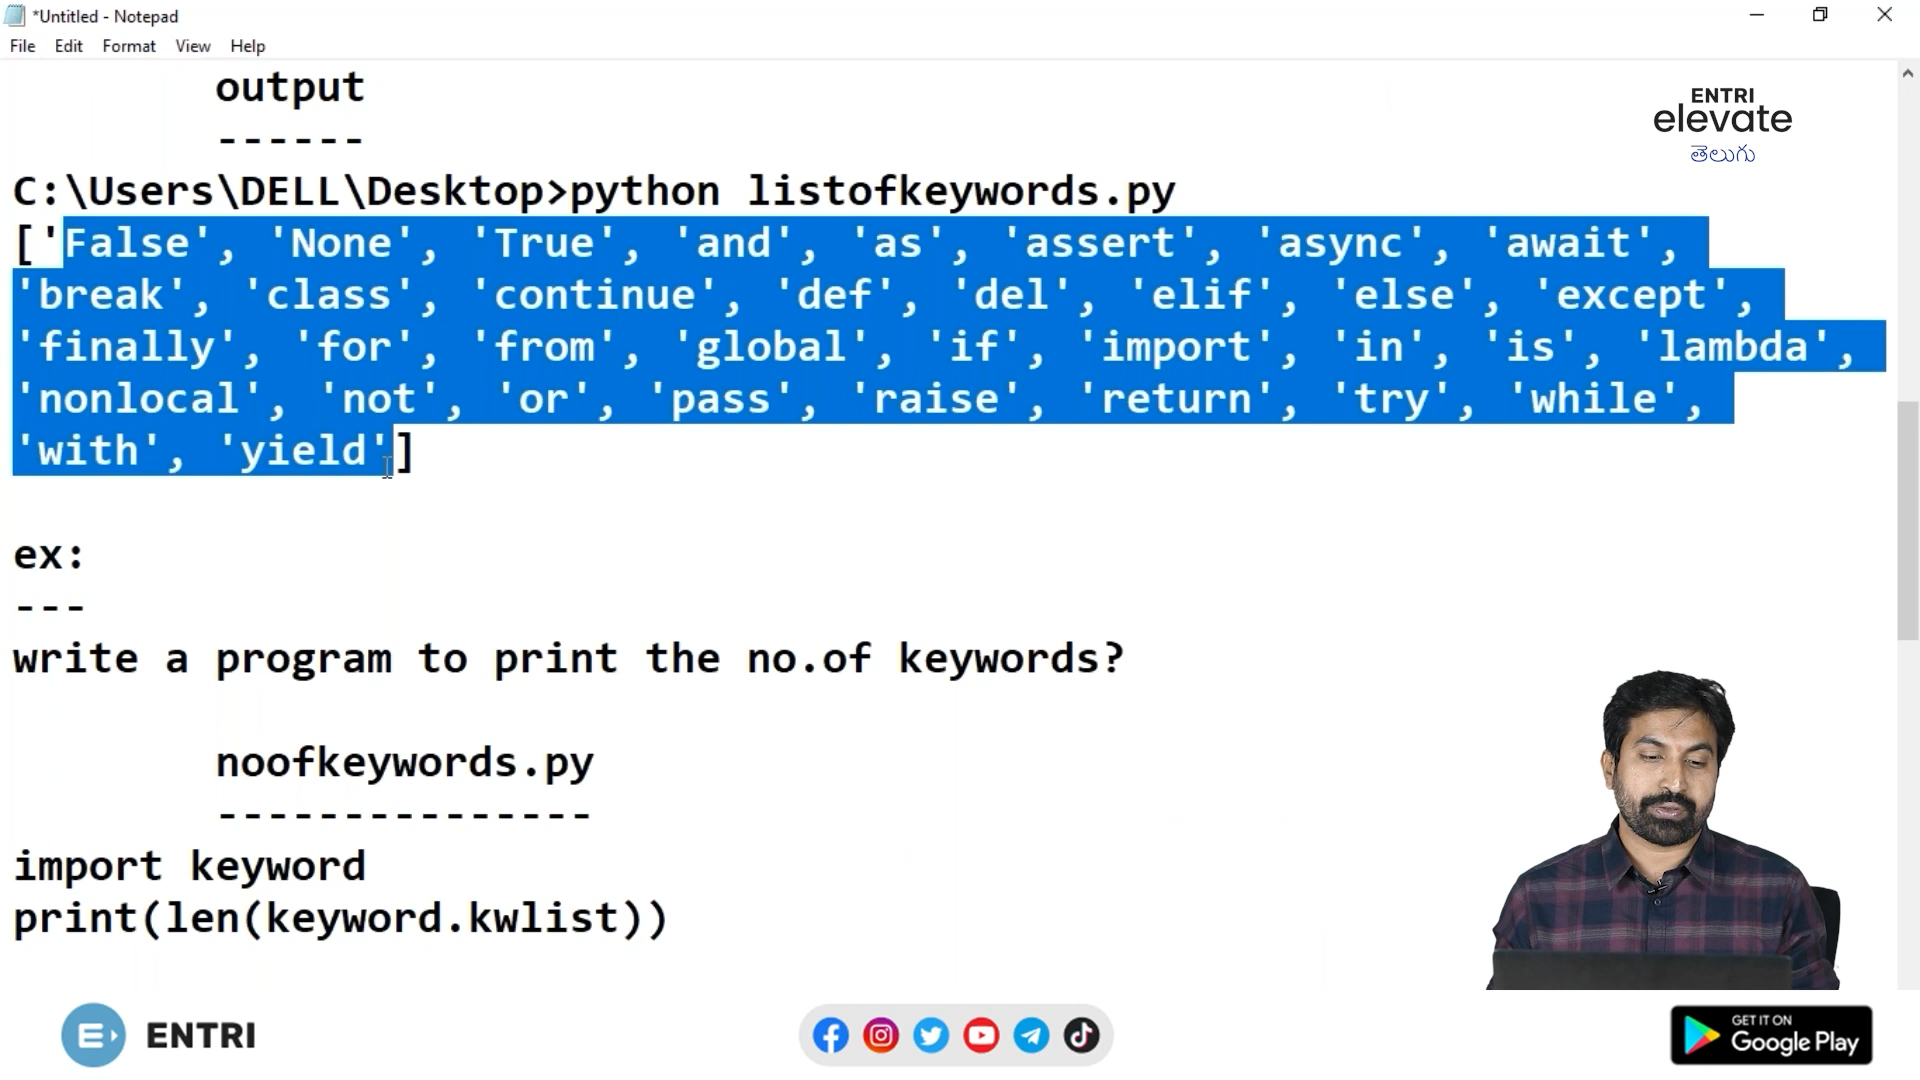 *Untitled - Notepad
File Edit Format View Help
output
------
ENTRI
elevate
తెలుగు
C:\Users\DELL\Desktop>python listofkeywords.py
['False', 'None', 'True', 'and', 'as', 'assert', 'async', 'await',
'break', 'class', 'continue', 'def', 'del', 'elif', 'else', 'except',
'finally', 'for', 'from', 'global', 'if', 'import', 'in', 'is', 'lambda',
'nonlocal', 'not', 'or', 'pass', 'raise', 'return', 'try', 'while',
'with', 'yield']
ex:
---
write a program to print the no.of keywords?
noofkeywords.py
---------------
import keyword
print(len(keyword.kwlist))
E ENTRI
GET IT ON
Google Play